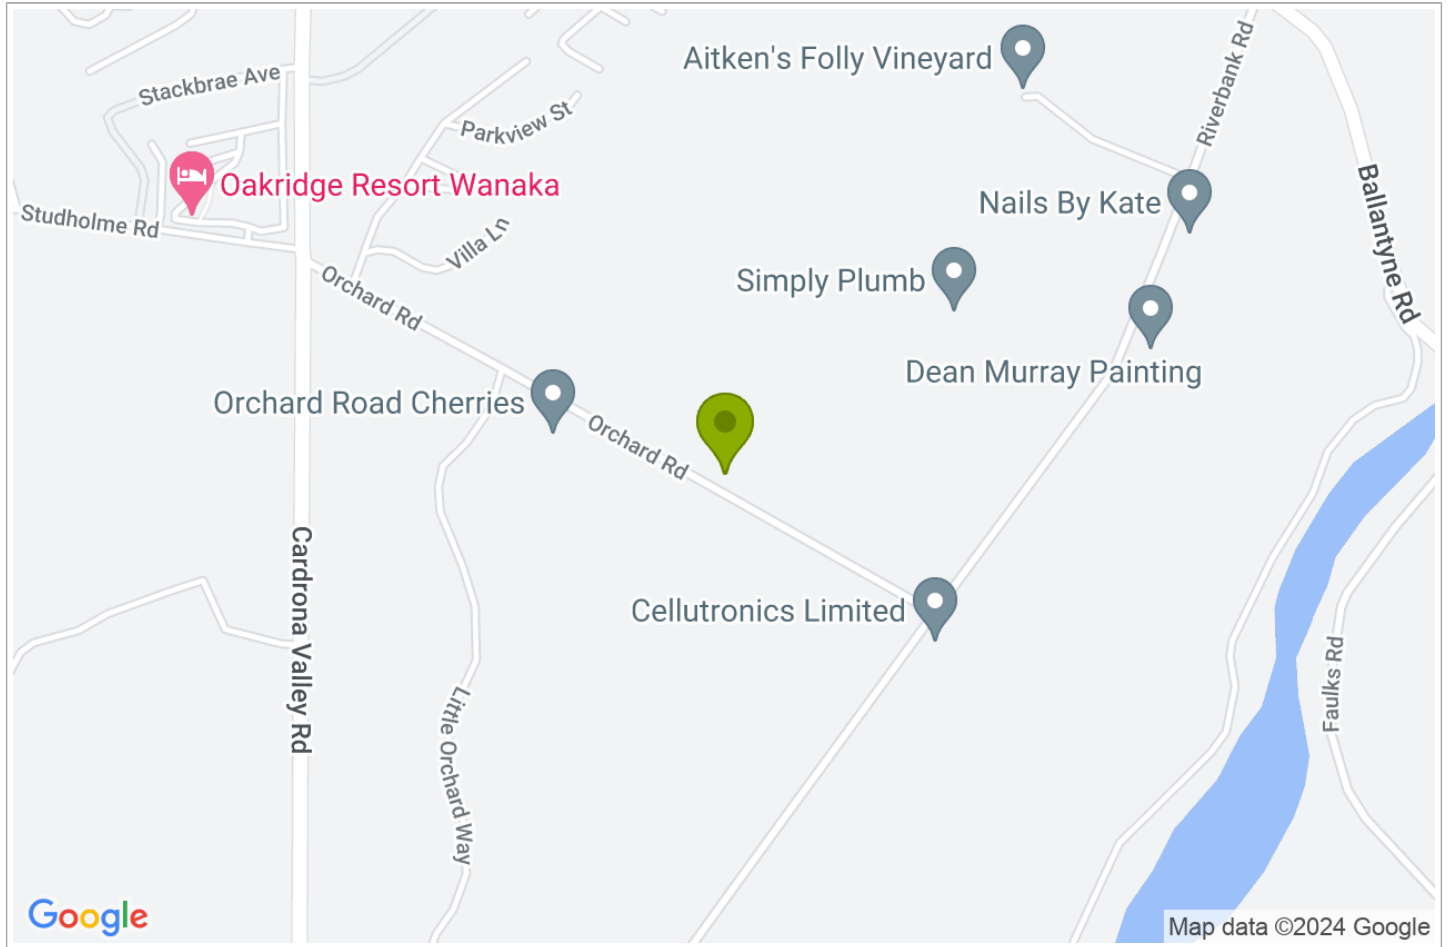 Aitken's Folly Vineyard
Riverbank Rd
Stackbrae Ave
Parkview St
Ballantyne Rd
Oakridge Resort Wanaka
Nails By Kate
Studholme Rd
Villa Ln
Simply Plumb
Orchard Rd
Dean Murray Painting
Orchard Road Cherries
Orchard Rd
Cardrona Valley Rd
Cellutronics Limited
Faulks Rd
Little Orchard Way
Google
Map data ©2024 Google